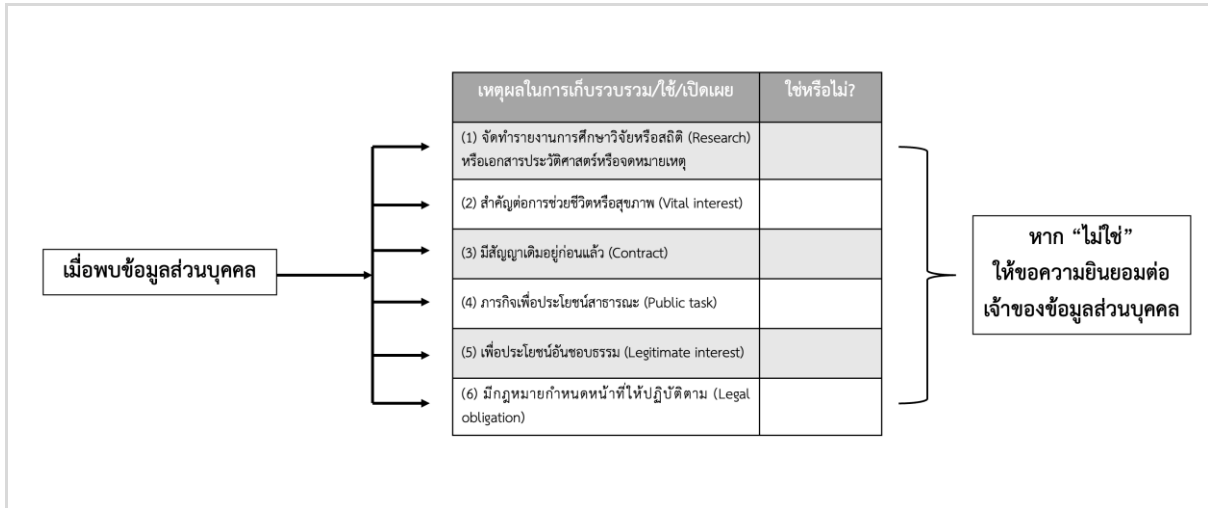 เหตุผลในการเก็บรวบรวม/ใช้/เปิดเผย
ใช่หรือไม่?
(1) จัดทำรายงานการศึกษาวิจัยหรือสถิติ (Research)
หรือเอกสารประวัติศาสตร์หรือจดหมายเหตุ
(2) สำคัญต่อการช่วยชีวิตหรือสุขภาพ (Vital interest)
(3) มีสัญญาเดิมอยู่ก่อนแล้ว (Contract)
(4) ภารกิจเพื่อประโยชน์สาธารณะ (Public task)
(5) เพื่อประโยชน์อันชอบธรรม (Legitimate interest)
(6) มีกฎหมายกำหนดหน้าที่ให้ปฏิบัติตาม (Legal
obligation)
เมื่อพบข้อมูลส่วนบุคคล
หาก “ไม่ใช่”
ให้ขอความยินยอมต่อ
เจ้าของข้อมูลส่วนบุคคล